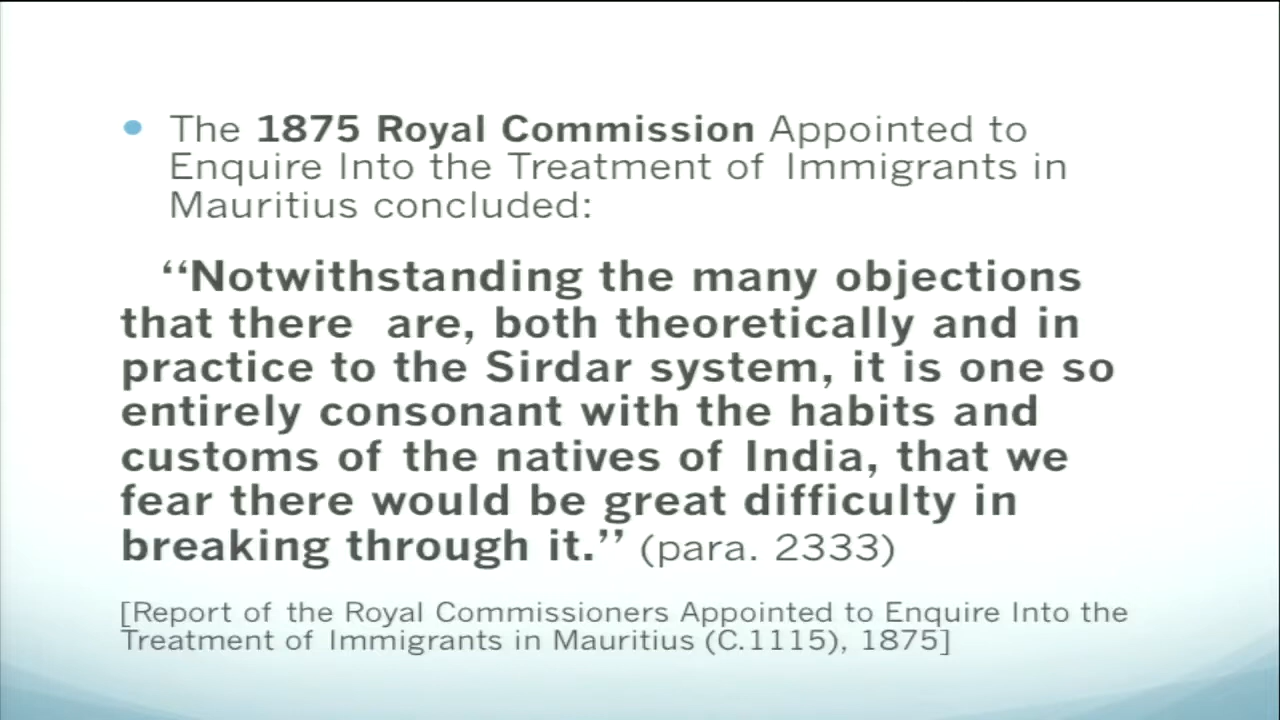 • The 1875 Royal Commission Appointed to
Enquire Into the Treatment of Immigrants in
Mauritius concluded:
‘‘Notwithstanding the many objections
that there are, both theoretically and in
practice to the Sirdar system, it is one so
entirely consonant with the habits and
customs of the natives of India, that we
fear there would be great difficulty in
breaking through it.’’ (para. 2333)
[Report of the Royal Commissioners Appointed to Enquire Into the
Treatment of Immigrants in Mauritius (C.1115), 1875]